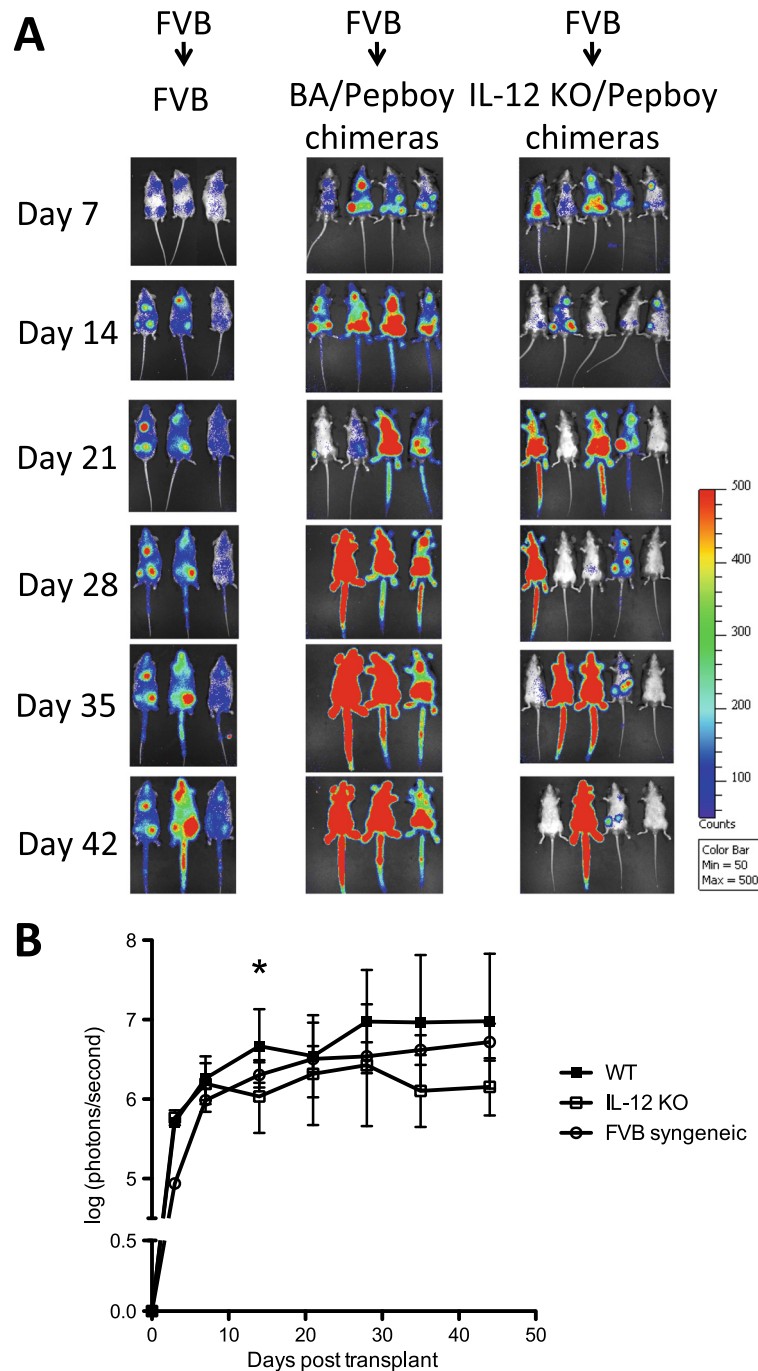 A
FVB
FVB
FVB
FVB
BA/Pepboy
chimeras
IL-12 KO/Pepboy
chimeras
Day 7
Day 14
Day 21
Day 28
Day 35
Day 42
500
400
300
200
100
Counts
Color Bar
Min = 50
Max = 500
B
*
8
7
6
5
0.5
0.0
log (photons/second)
0
10
20
30
40
50
Days post transplant
WT
IL-12 KO
FVB syngeneic